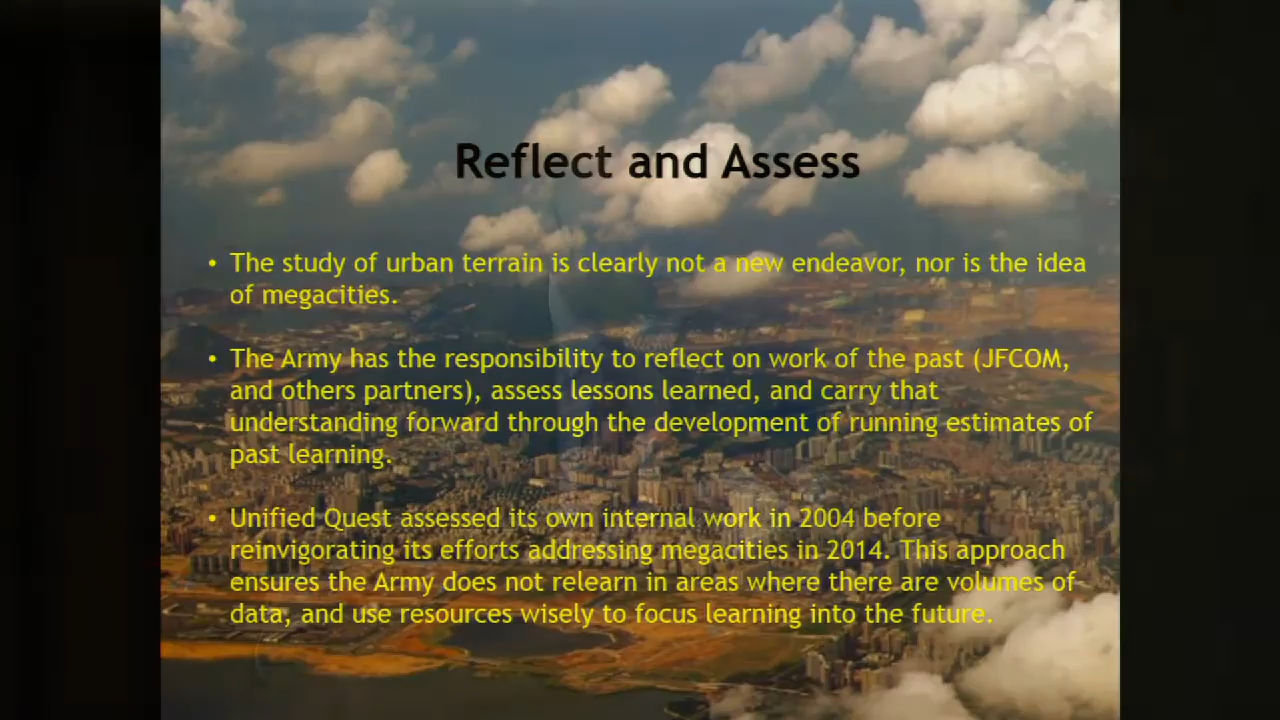 Reflect and Assess
• The study of urban terrain is clearly not a new endeavor, nor is the idea
of megacities.
• The Army has the responsibility to reflect on work of the past (JFCOM,
and others partners), assess lessons learned, and carry that
understanding forward through the development of running estimates of
past learning.
• Unified Quest assessed its own internal work in 2004 before
reinvigorating its efforts addressing megacities in 2014. This approach
ensures the Army does not relearn in areas where there are volumes of
data, and use resources wisely to focus learning into the future.